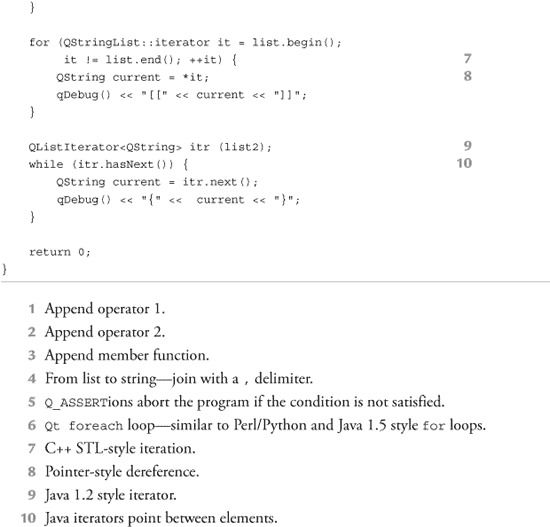 }
for (QStringList::iterator it = list.begin();
it != list.end(); ++it) { 7
QString current = *it; 8
qDebug() << "[[" << current << "]]";
}
QListIterator<QString> itr (list2); 9
while (itr.hasNext()) { 10
QString current = itr.next();
qDebug() << "{" << current << "}";
}
return 0;
}
1 Append operator 1.
2 Append operator 2.
3 Append member function.
4 From list to string—join with a , delimiter.
5 Q_ASSERTions abort the program if the condition is not satisfied.
6 Qt foreach loop—similar to Perl/Python and Java 1.5 style for loops.
7 C++ STL-style iteration.
8 Pointer-style dereference.
9 Java 1.2 style iterator.
10 Java iterators point between elements.